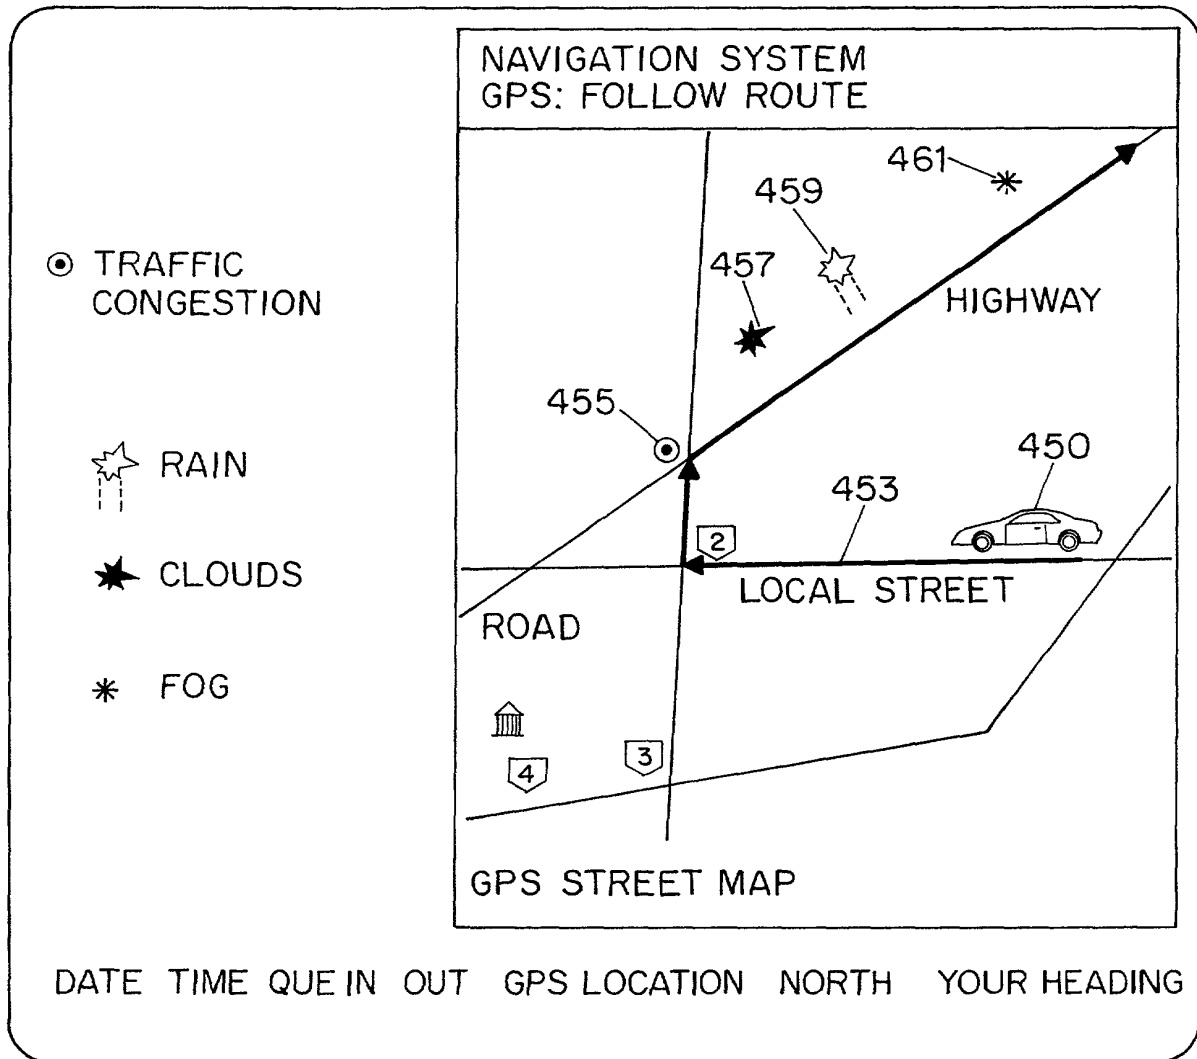 NAVIGATION SYSTEM
GPS: FOLLOW ROUTE
461
459
TRAFFIC
CONGESTION
457
HIGHWAY
455
450
RAIN
453
2
CLOUDS
LOCAL STREET
ROAD
FOG
3
4
GPS STREET MAP
DATE TIME QUE IN OUT GPS LOCATION NORTH YOUR HEADING